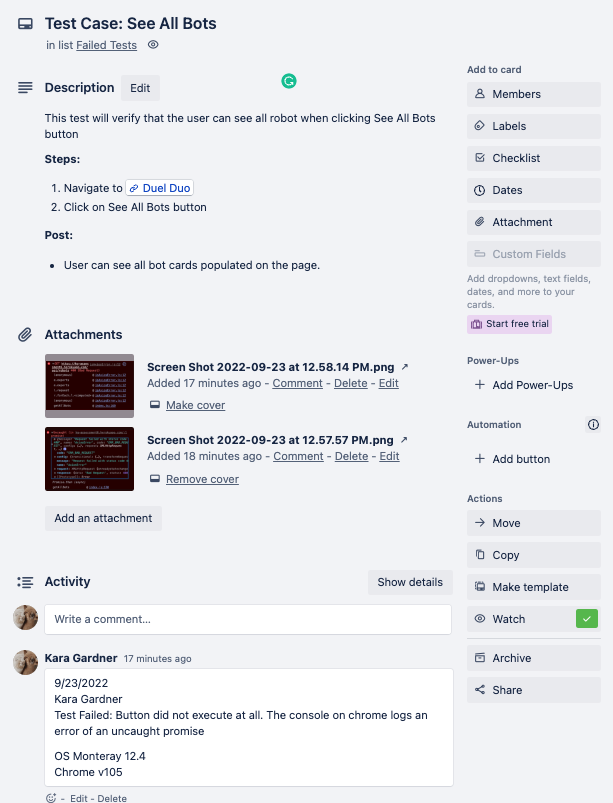 Test Case: See All Bots
in list Failed Tests
Description
Edit
This test will verify that the user can see all robot when clicking See All Bots
button
Steps:
1. Navigate to Duel Duo
2. Click on See All Bots button
Post:
• User can see all bot cards populated on the page.
Attachments
Screen Shot 2022-09-23 at 12.58.14 PM.png ↗
Added 17 minutes ago - Comment - Delete - Edit
Make cover
Screen Shot 2022-09-23 at 12.57.57 PM.png ↗
Added 18 minutes ago - Comment - Delete - Edit
Remove cover
Add an attachment
Activity
Show details
Write a comment...
Kara Gardner 17 minutes ago
9/23/2022
Kara Gardner
Test Failed: Button did not execute at all. The console on chrome logs an
error of an uncaught promise
OS Monteray 12.4
Chrome v105
- Edit - Delete
Add to card
Members
Labels
Checklist
Dates
Attachment
Custom Fields
Add dropdowns, text fields,
dates, and more to your
cards.
Start free trial
Power-Ups
+ Add Power-Ups
Automation
+ Add button
Actions
Move
Copy
Make template
Watch
Archive
Share